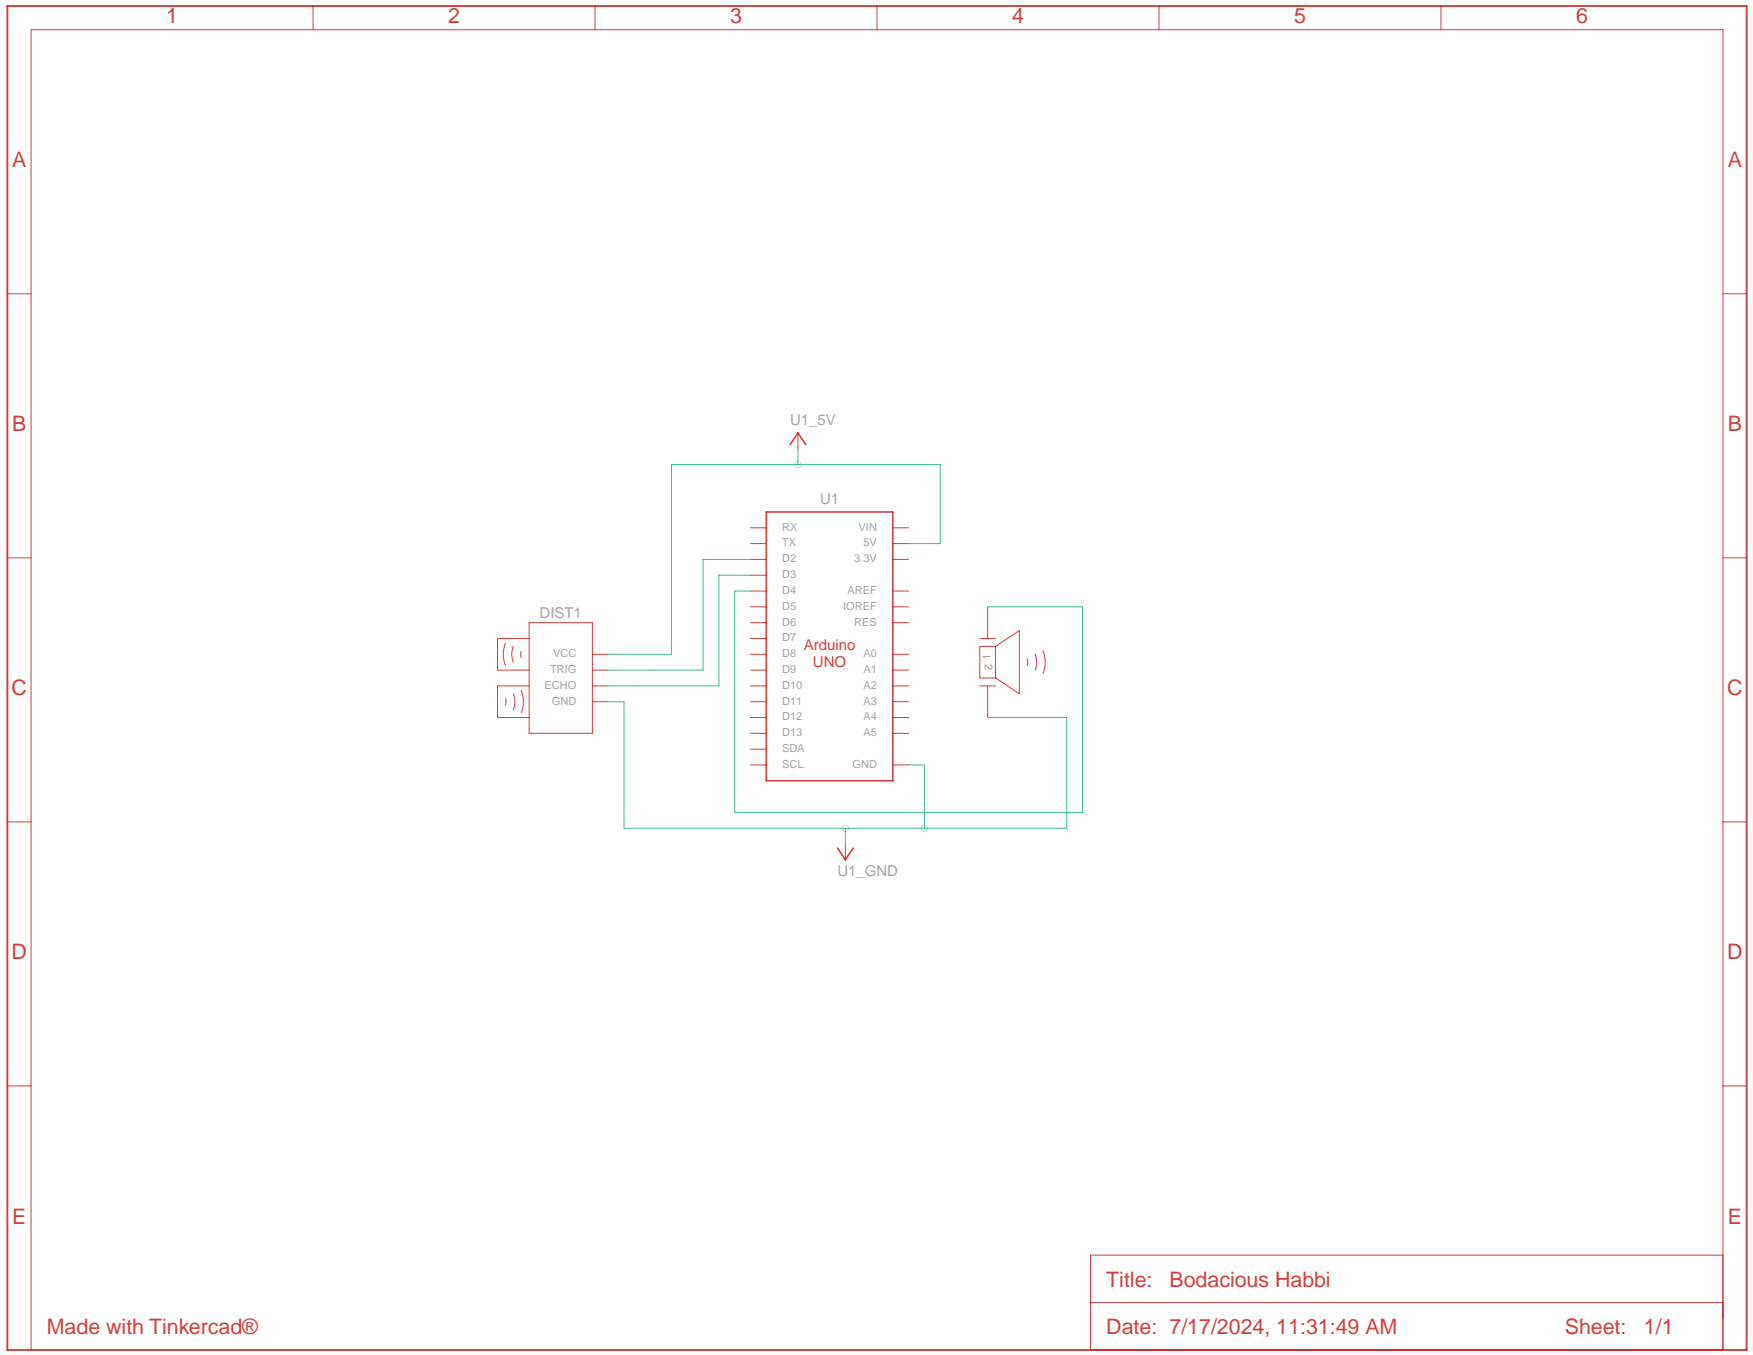 1 2 3 4 5 6
A A
B B
U1_5V
U1
RX VIN
TX 5V
D2 3.3V
D3
D4 AREF
D5 IOREF
D6 RES
D7
Arduino
UNO
D8 A0
D9 A1
D10 A2
D11 A3
D12 A4
D13 A5
SDA
SCL GND
DIST1
VCC
TRIG
ECHO
GND
1
2
C C
U1_GND
D D
E E
Title: Bodacious Habbi
Made with Tinkercad®
Date: 7/17/2024, 11:31:49 AM Sheet: 1/1